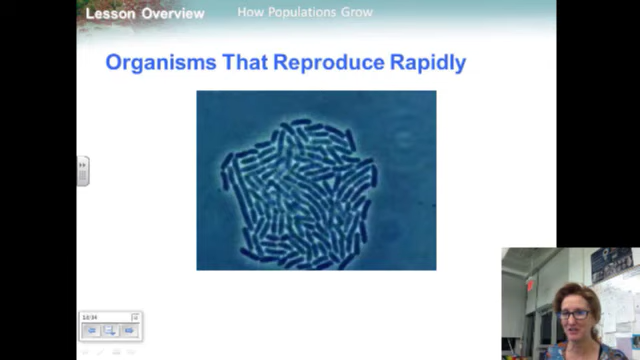 Lesson Overview
How Populations Grow
Organisms That Reproduce Rapidly